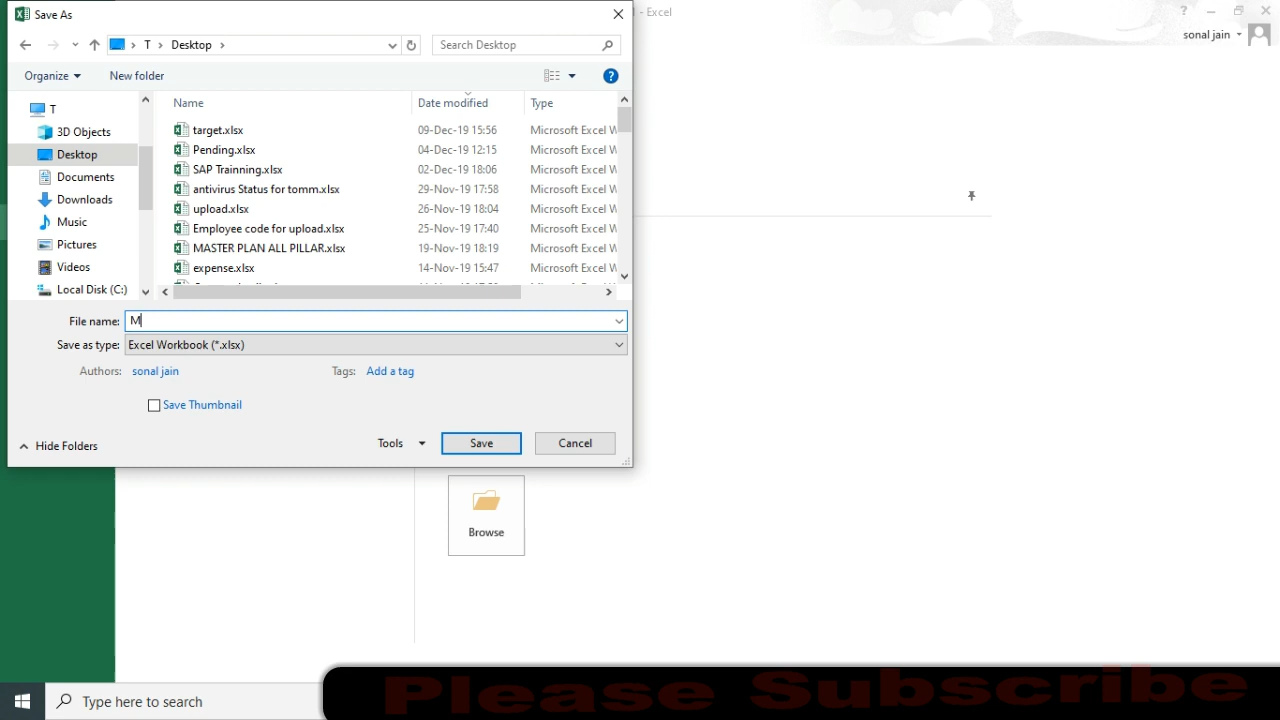 Save As
- Excel
?
sonal jain
T
Desktop
Search Desktop
Organize
New folder
?
T
3D Objects
Desktop
Documents
Downloads
Music
Pictures
Videos
Local Disk (C:)
Name Date modified Type
target.xlsx 09-Dec-19 15:56 Microsoft Excel W
Pending.xlsx 04-Dec-19 12:15 Microsoft Excel W
SAP Trainning.xlsx 02-Dec-19 18:06 Microsoft Excel W
antivirus Status for tomm.xlsx 29-Nov-19 17:58 Microsoft Excel W
upload.xlsx 26-Nov-19 18:04 Microsoft Excel W
Employee code for upload.xlsx 25-Nov-19 17:40 Microsoft Excel W
MASTER PLAN ALL PILLAR.xlsx 19-Nov-19 18:19 Microsoft Excel W
expense.xlsx 14-Nov-19 15:47 Microsoft Excel W
File name: M
Save as type: Excel Workbook (*.xlsx)
Authors: sonal jain Tags: Add a tag
Save Thumbnail
Hide Folders
Tools
Save
Cancel
Browse
Type here to search
Please Subscribe